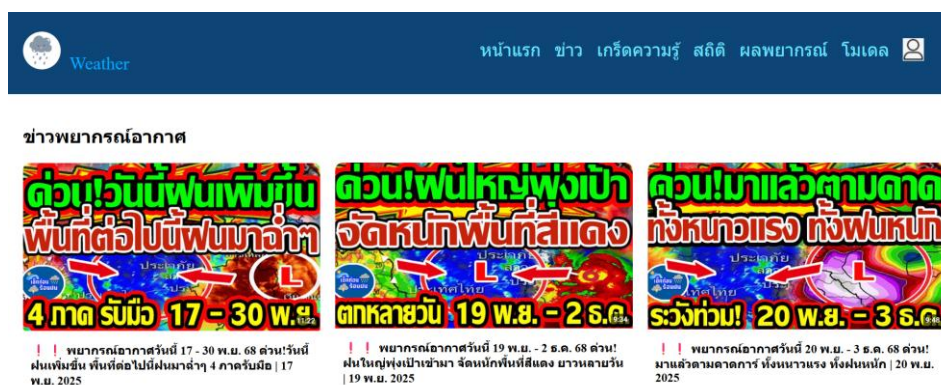 Weather
หน้าแรก ข่าว เกร็ดความรู้ สถิติ ผลพยากรณ์ โมเดล
ข่าวพยากรณ์อากาศ
ด่วน!วันนี้ฝนเพิ่มขึ้น
พื้นที่ต่อไปนี้ฝนมาฉ่ำๆ
4 ภาค รับมือ 17 - 30 พ.ย.
11:22
ด่วน!ฝนใหญ่พุ่งเป้า
จัดหนักพื้นที่สีแดง
ประเทศไทย
ตกหลายวัน 19 พ.ย. - 2 ธ.ค.
9:34
ด่วน!มาแล้วตามคาด
ทั้งหนาวแรง ทั้งฝนหนัก
ระวังท่วม! 20 พ.ย. - 3 ธ.ค.
9:48
❗❗ พยากรณ์อากาศวันนี้ 17 - 30 พ.ย. 68 ด่วน!วันนี้
ฝนเพิ่มขึ้น พื้นที่ต่อไปนี้ฝนมาฉ่ำๆ 4 ภาครับมือ | 17
พ.ย. 2025
❗❗ พยากรณ์อากาศวันนี้ 19 พ.ย. - 2 ธ.ค. 68 ด่วน!
ฝนใหญ่พุ่งเป้าเข้ามา จัดหนักพื้นที่สีแดง ยาวหลายวัน
| 19 พ.ย. 2025
❗❗ พยากรณ์อากาศวันนี้ 20 พ.ย. - 3 ธ.ค. 68 ด่วน!
มาแล้วตามคาดการ์ ทั้งหนาวแรง ทั้งฝนหนัก | 20 พ.ย.
2025